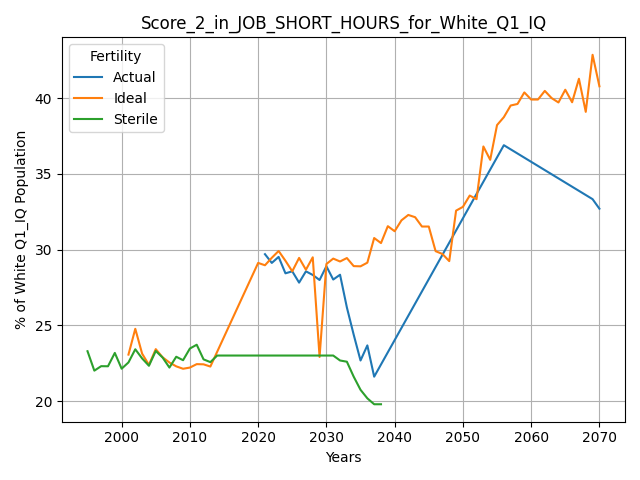 Score_2_in_JOB_SHORT_HOURS_for_White_Q1_IQ
Fertility
Actual
Ideal
Sterile
% of White Q1_IQ Population
40
35
30
25
20
2000
2010
2020
2030
2040
2050
2060
2070
Years